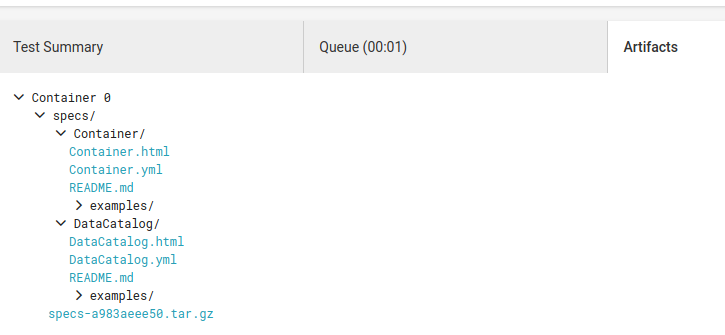 Test Summary
Queue (00:01)
Artifacts
Container 0
specs/
Container/
Container.html
Container.yml
README.md
examples/
DataCatalog/
DataCatalog.html
DataCatalog.yml
README.md
examples/
specs-a983aeee50.tar.gz